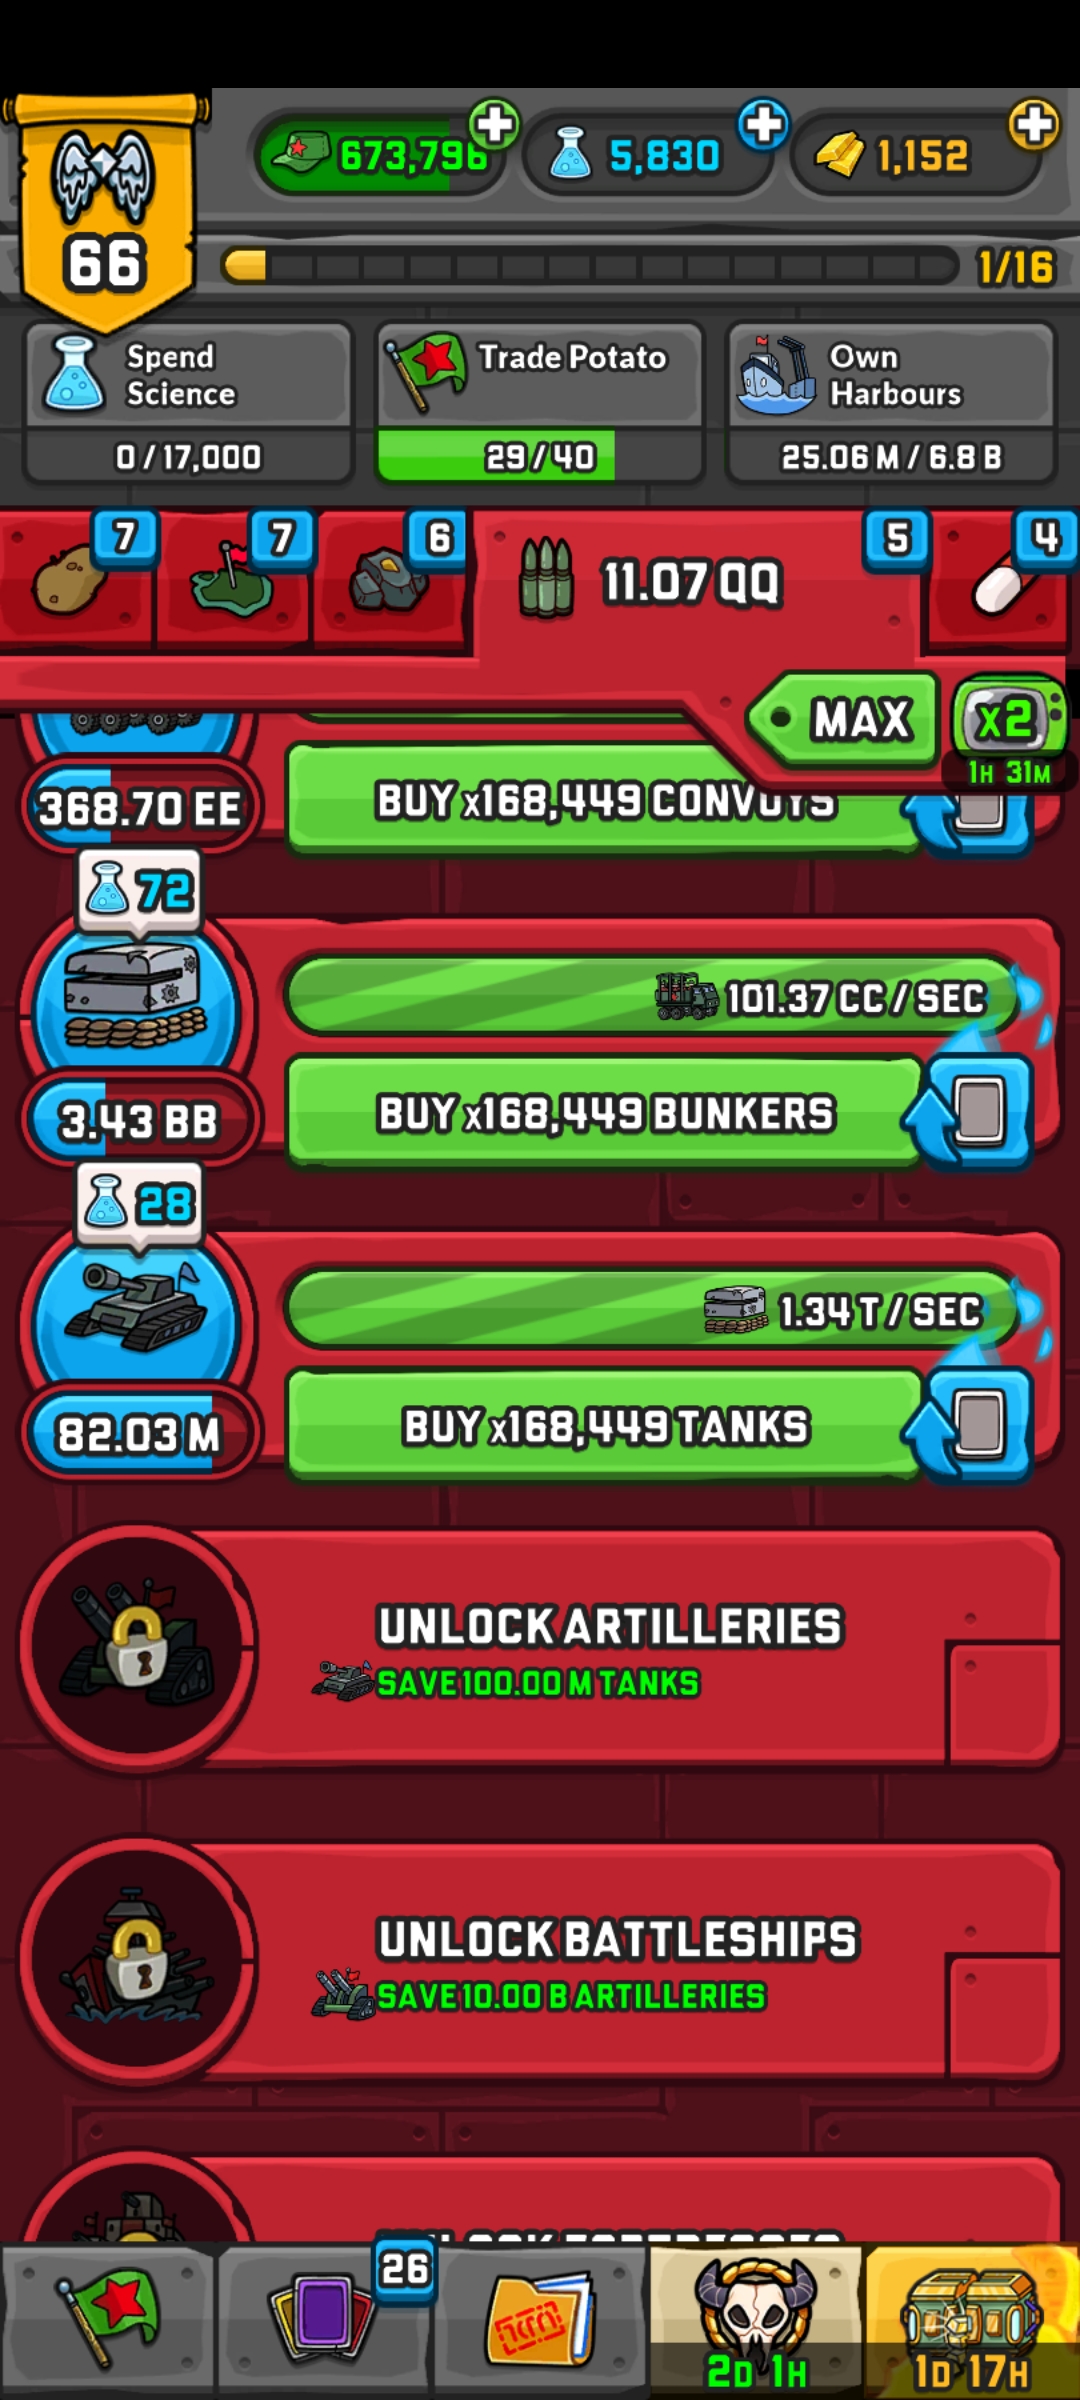 66
673,796
5,830
1,152
1/16
Spend
Science
0/17,000
Trade Potato
29/40
Own
Harbours
25.06 M / 6.8 B
7
7
6
11.07 QQ
5
4
MAX
x2
1H 31M
368.70 EE
BUY x168,449 CONVOYS
72
101.37 CC / SEC
3.43 BB
BUY x168,449 BUNKERS
28
1.34 T / SEC
82.03 M
BUY x168,449 TANKS
UNLOCK ARTILLERIES
SAVE 100.00 M TANKS
UNLOCK BATTLESHIPS
SAVE 10.00 B ARTILLERIES
26
2D 1H
1D 17H